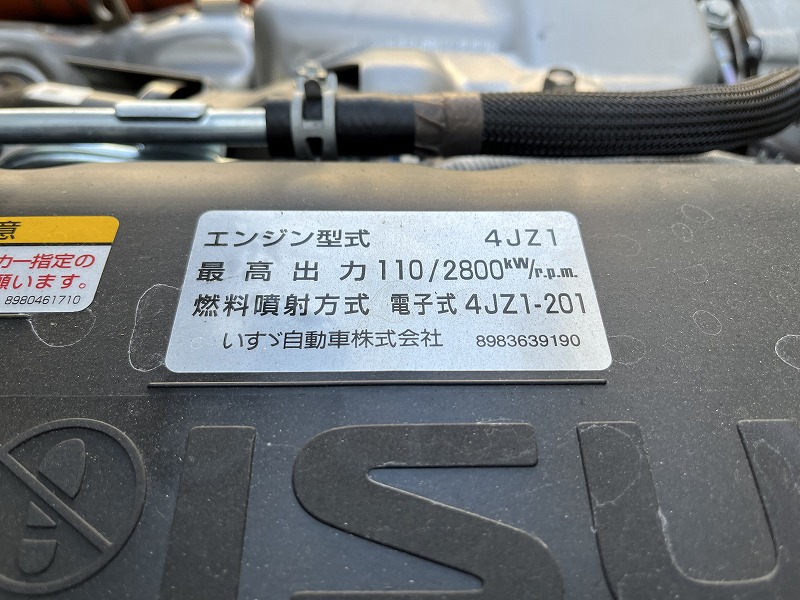 意
カー指定の
願います。
8980461710
エンジン型式 4JZ1
最高出力 110/2800kW/r.p.m.
燃料噴射方式 電子式 4JZ1-201
いすゞ自動車株式会社 8983639190
ISU